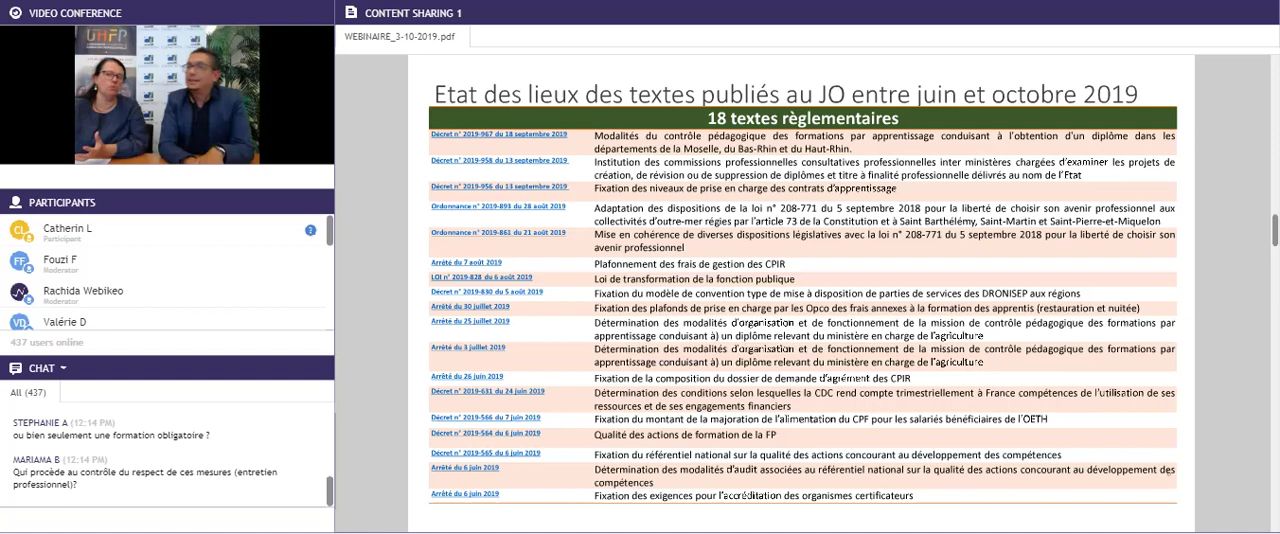 VIDEO CONFERENCE
UHFP
PARTICIPANTS
CL
Catherin L
Participant
?
FF
Fouzi F
Moderator
Rachida Webikeo
Moderator
VD
Valérie D
437 users online
CHAT
All (437)
STEPHANIE A (12:14 PM)
ou bien seulement une formation obligatoire ?
MARIAMA B (12:14 PM)
Qui procède au contrôle du respect de ces mesures (entretien
professionnel)?
CONTENT SHARING 1
WEBINAIRE_3-10-2019.pdf
Etat des lieux des textes publiés au JO entre juin et octobre 2019
18 textes règlementaires
Décret n° 2019-967 du 18 septembre 2019
Modalités du contrôle pédagogique des formations par apprentissage conduisant à l'obtention d'un diplôme dans les
départements de la Moselle, du Bas-Rhin et du Haut-Rhin.
Décret n° 2019-958 du 13 septembre 2019
Institution des commissions professionnelles consultatives professionnelles inter ministères chargées d'examiner les projets de
création, de révision ou de suppression de diplômes et titre à finalité professionnelle délivrés au nom de l'Etat
Décret n° 2019-956 du 13 septembre 2019
Fixation des niveaux de prise en charge des contrats d'apprentissage
Ordonnance n° 2019-893 du 28 août 2019
Adaptation des dispositions de la loi n° 208-771 du 5 septembre 2018 pour la liberté de choisir son avenir professionnel aux
collectivités d'outre-mer régies par l'article 73 de la Constitution et à Saint Barthélémy, Saint-Martin et Saint-Pierre-et-Miquelon
Ordonnance n° 2019-861 du 21 août 2019
Mise en cohérence de diverses dispositions législatives avec la loi n° 208-771 du 5 septembre 2018 pour la liberté de choisir son
avenir professionnel
Arrêté du 7 août 2019
Plafonnement des frais de gestion des CPIR
LOI n° 2019-828 du 6 août 2019
Loi de transformation de la fonction publique
Décret n° 2019-830 du 5 août 2019
Fixation du modèle de convention type de mise à disposition de parties de services des DRONISEP aux régions
Arrêté du 30 juillet 2019
Fixation des plafonds de prise en charge par les Opco des frais annexes à la formation des apprentis (restauration et nuitée)
Arrêté du 25 juillet 2019
Détermination des modalités d'organisation et de fonctionnement de la mission de contrôle pédagogique des formations par
apprentissage conduisant à) un diplôme relevant du ministère en charge de l'agriculture
Arrêté du 3 juillet 2019
Détermination des modalités d'organisation et de fonctionnement de la mission de contrôle pédagogique des formations par
apprentissage conduisant à) un diplôme relevant du ministère en charge de l'agriculture
Arrêté du 26 juin 2019
Fixation de la composition du dossier de demande d'agrément des CPIR
Décret n° 2019-631 du 24 juin 2019
Détermination des conditions selon lesquelles la CDC rend compte trimestriellement à France compétences de l'utilisation de ses
ressources et de ses engagements financiers
Décret n° 2019-566 du 7 juin 2019
Fixation du montant de la majoration de l'alimentation du CPF pour les salariés bénéficiaires de l'OETH
Décret n° 2019-564 du 6 juin 2019
Qualité des actions de formation de la FP
Décret n° 2019-565 du 6 juin 2019
Fixation du référentiel national sur la qualité des actions concourant au développement des compétences
Arrêté du 6 juin 2019
Détermination des modalités d'audit associées au référentiel national sur la qualité des actions concourant au développement des
compétences
Arrêté du 6 juin 2019
Fixation des exigences pour l'accréditation des organismes certificateurs